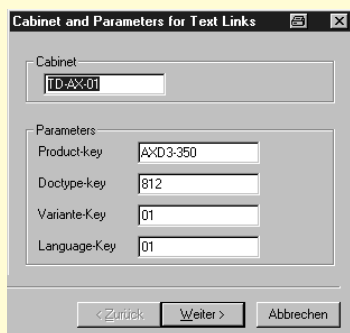 Cabinet and Parameters for Text Links
Cabinet
TD-AX-01
Parameters
Product-key AXD3-350
Doctype-key 812
Variante-Key 01
Language-Key 01
< Zurück Weiter > Abbrechen